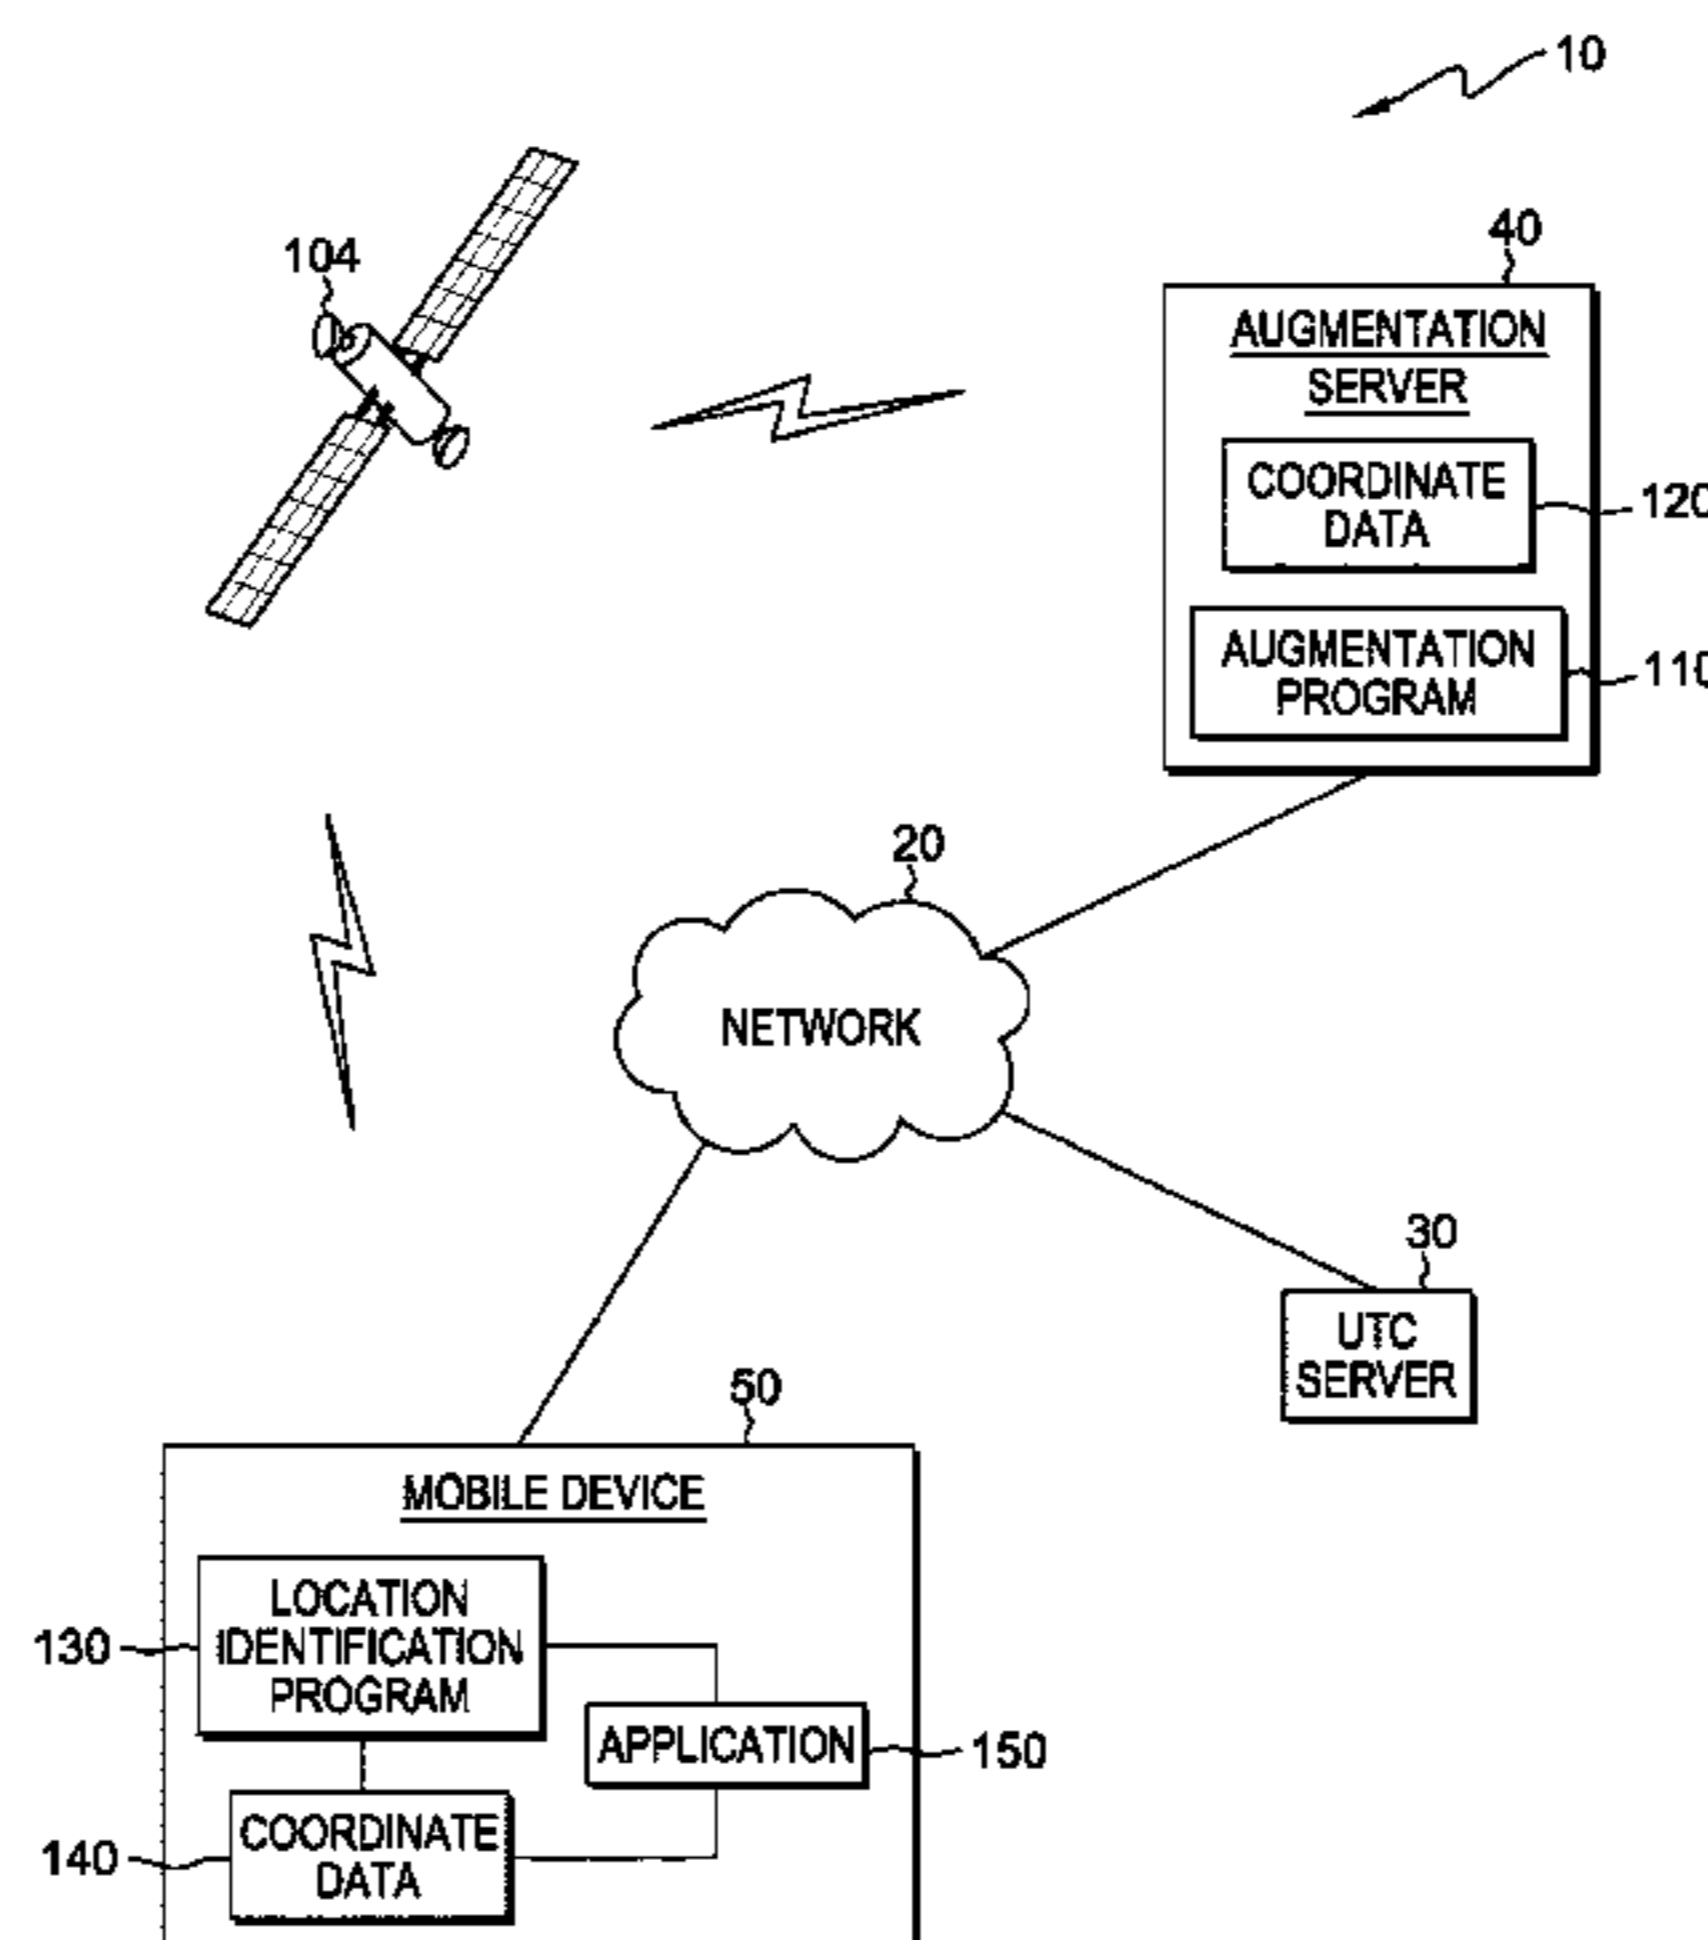 10
104
40
AUGMENTATION
SERVER
COORDINATE
DATA
120
AUGMENTATION
PROGRAM
110
20
NETWORK
30
UTC
SERVER
50
MOBILE DEVICE
LOCATION
IDENTIFICATION
PROGRAM
130
APPLICATION
150
COORDINATE
DATA
140